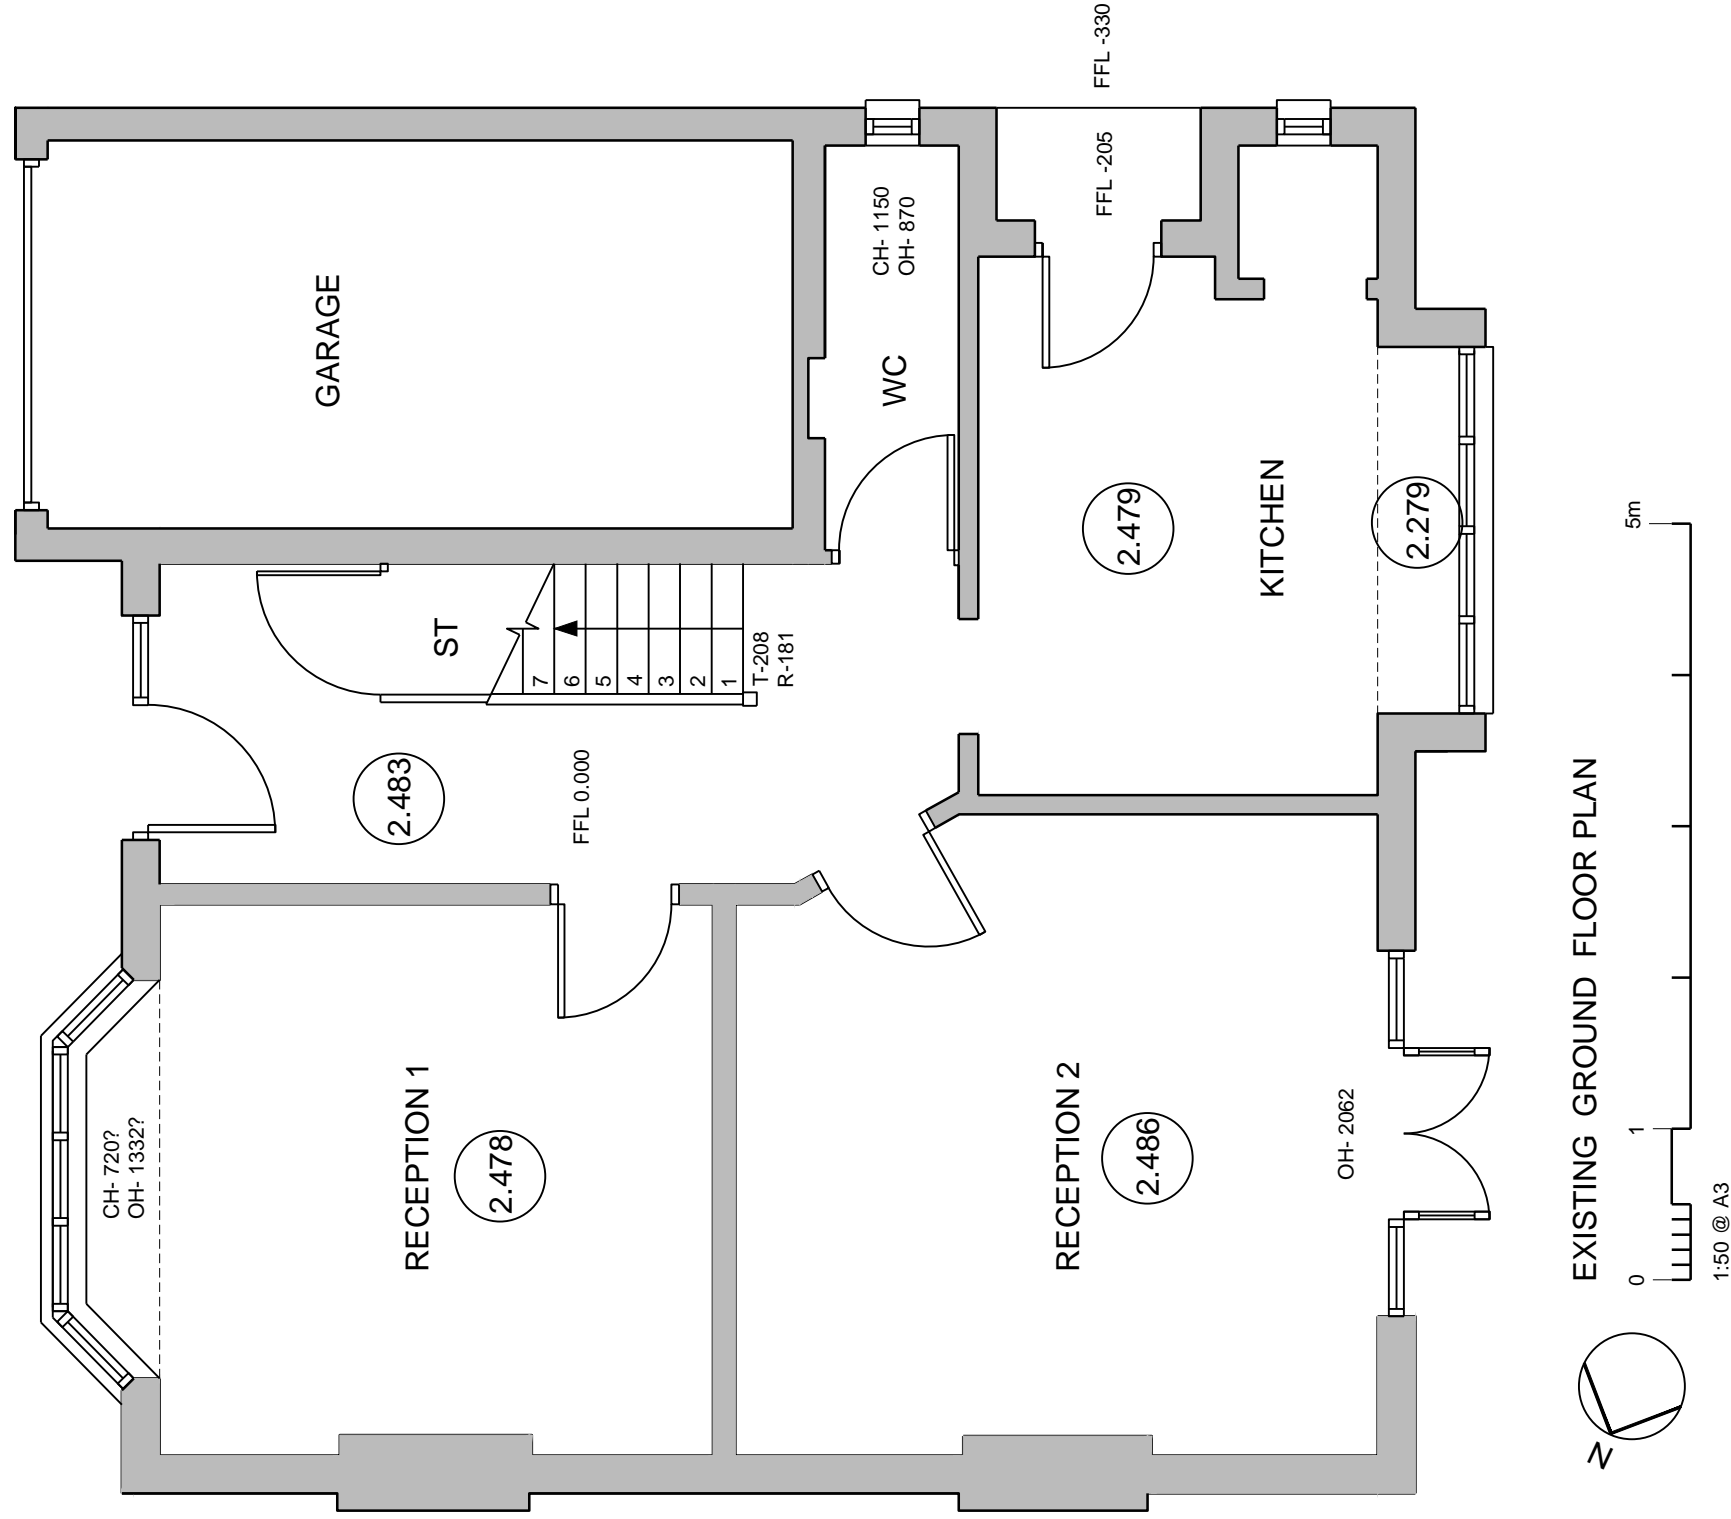 GARAGE
CH- 1150
OH- 870
WC
FFL -205
FFL -330
ST
7
6
5
4
3
2
1
T-208
R-181
2.483
FFL 0.000
2.479
KITCHEN
2.279
CH- 720?
OH- 1332?
RECEPTION 1
2.478
RECEPTION 2
2.486
OH- 2062
EXISTING GROUND FLOOR PLAN
0
1
5m
1:50 @ A3
N